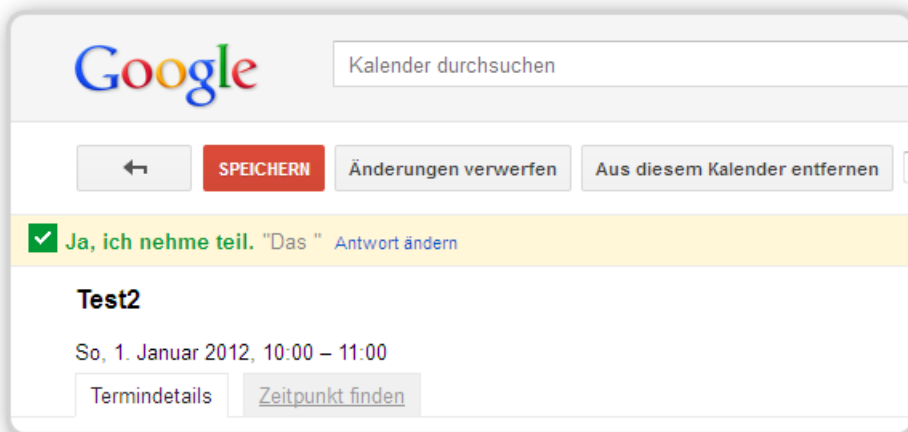 Google Kalender durchsuchen
SPEICHERN Änderungen verwerfen Aus diesem Kalender entfernen
Ja, ich nehme teil. "Das " Antwort ändern
Test2
So, 1. Januar 2012, 10:00 – 11:00
Termindetails Zeitpunkt finden